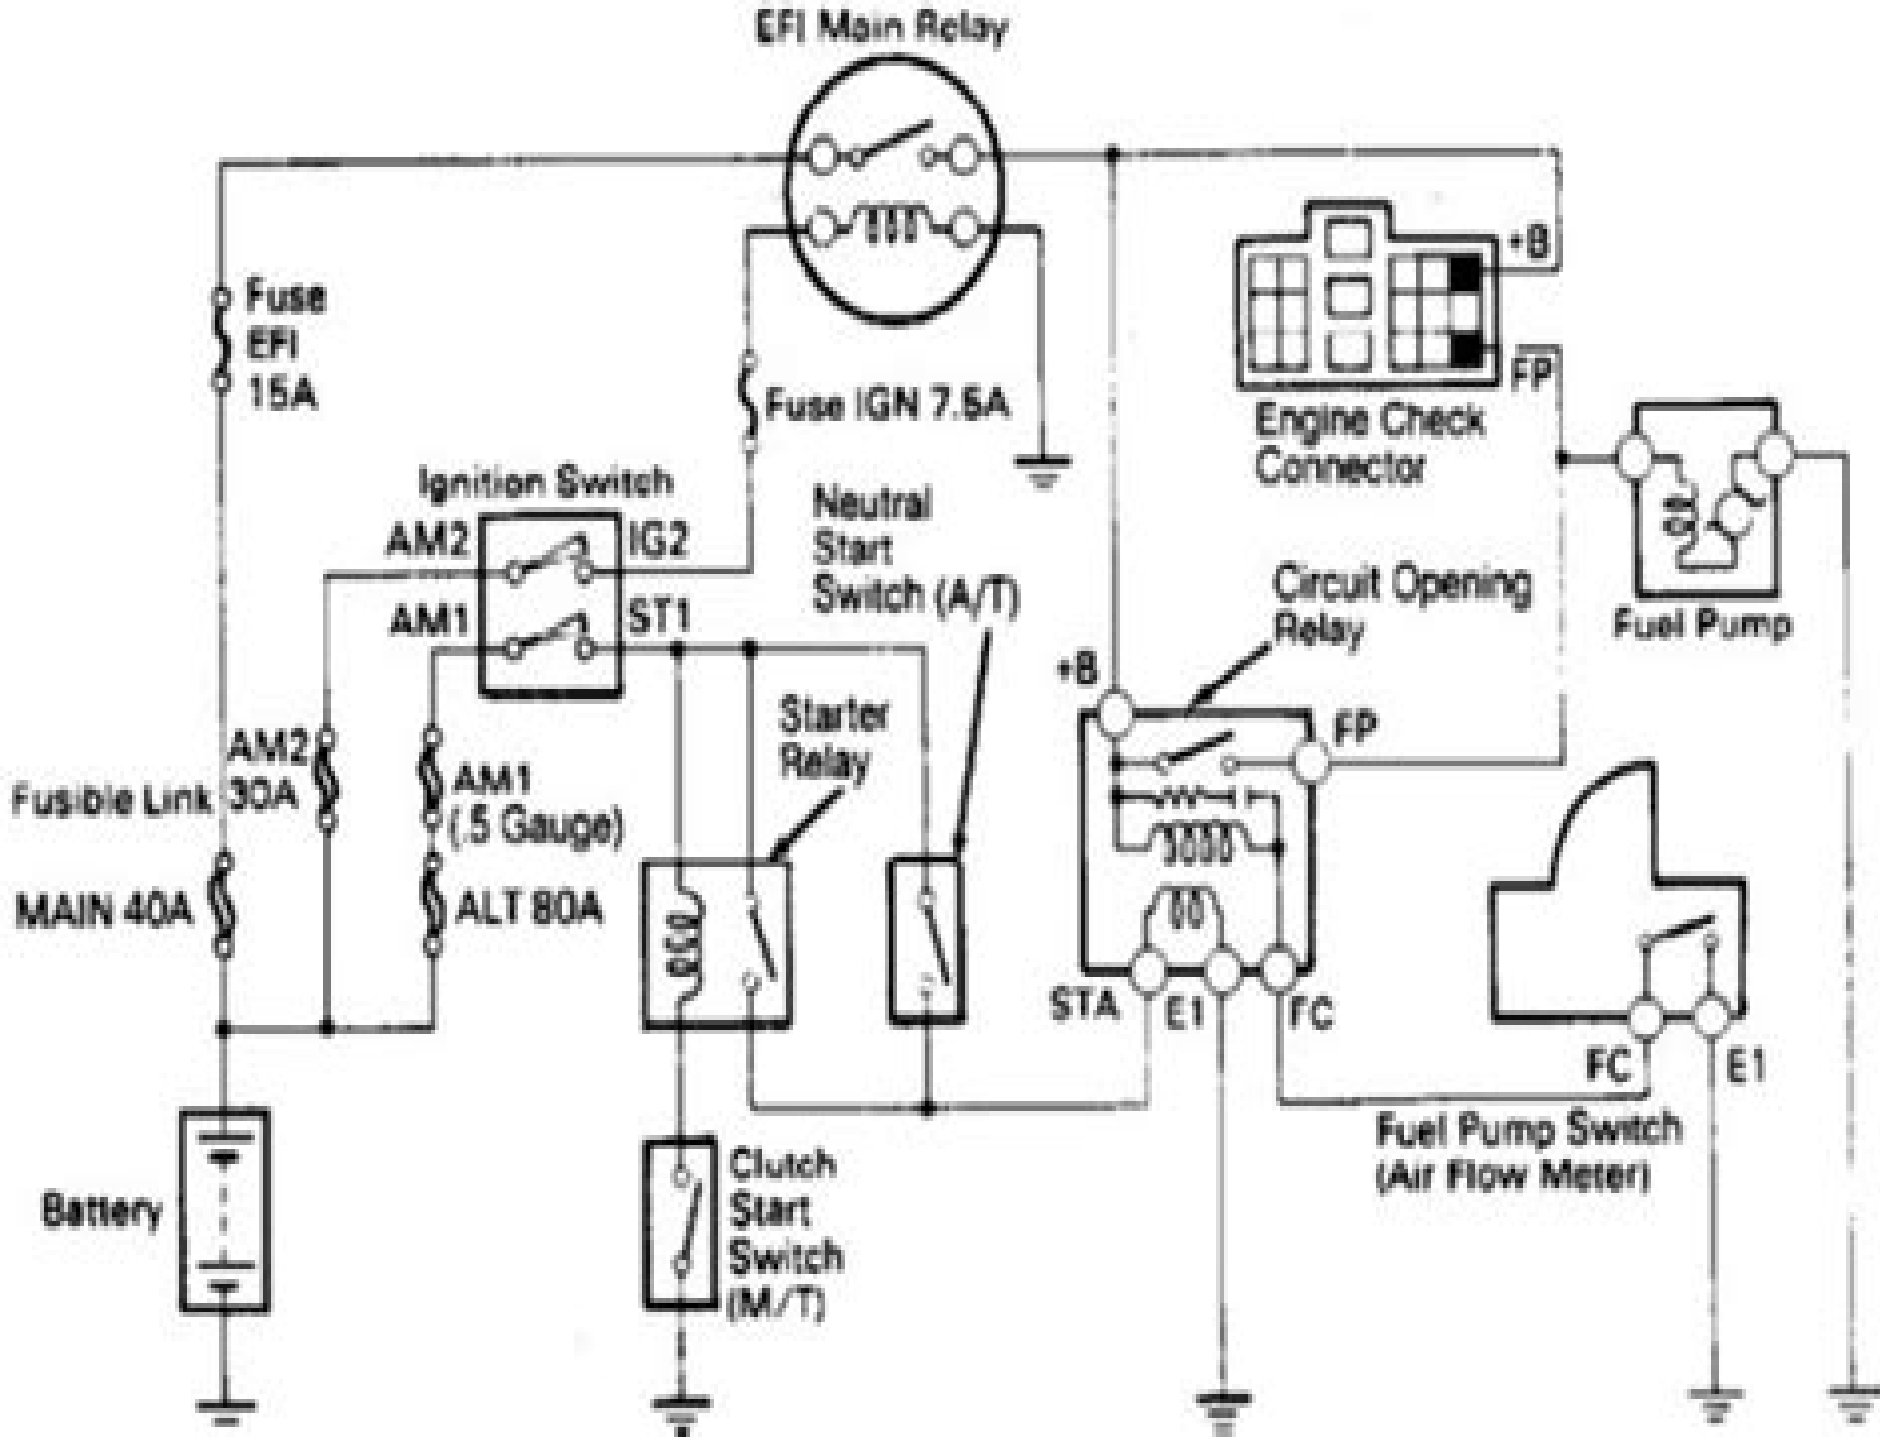 EFI Main Relay
Fuse
EFI
15A
+B
FP
Engine Check
Connector
Fuse IGN 7.5A
Ignition Switch
AM2
IG2
AM1
ST1
Neutral
Start
Switch (A/T)
Circuit Opening
Relay
Fuel Pump
+B
FP
Starter
Relay
AM2
30A
Fusible Link
AM1
(.5 Gauge)
MAIN 40A
ALT 80A
STA
E1
FC
FC
E1
Fuel Pump Switch
(Air Flow Meter)
Battery
Clutch
Start
Switch
(M/T)